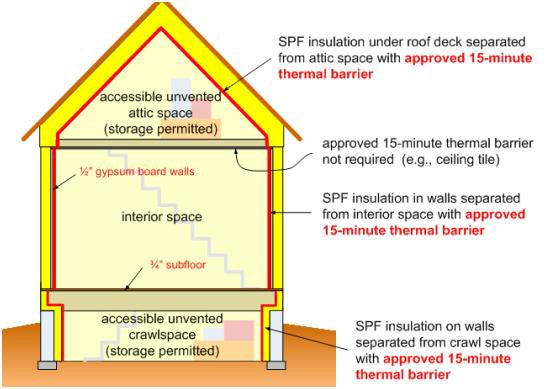 SPF insulation under roof deck separated
from attic space with approved 15-minute
thermal barrier
accessible unvented
attic space
(storage permitted)
approved 15-minute thermal barrier
not required (e.g., ceiling tile)
½" gypsum board walls
SPF insulation in walls separated
from interior space with approved
15-minute thermal barrier
interior space
¾" subfloor
accessible unvented
crawlspace
(storage permitted)
SPF insulation on walls
separated from crawl space
with approved 15-minute
thermal barrier